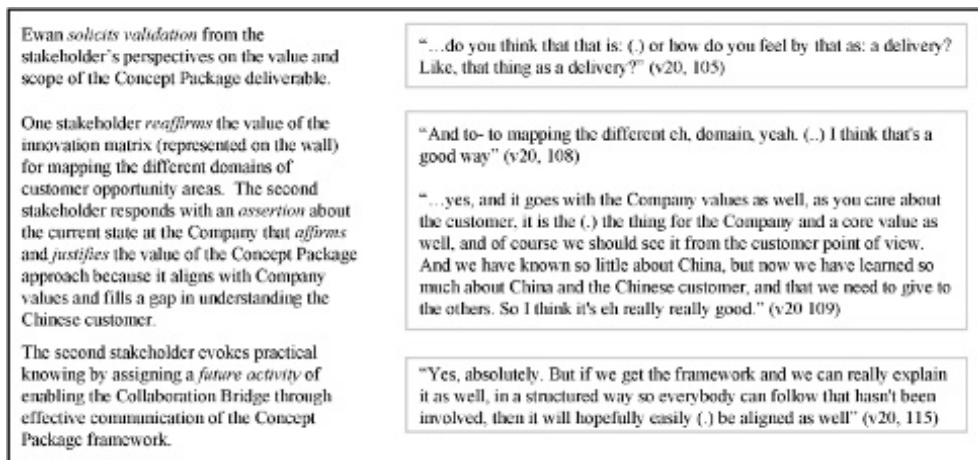 Ewan solicits validation from the
stakeholder's perspectives on the value and
scope of the Concept Package deliverable.
"…do you think that that is: (.) or how do you feel by that as: a delivery?
Like, that thing as a delivery?" (v20, 105)
One stakeholder reaffirms the value of the
innovation matrix (represented on the wall)
for mapping the different domains of
customer opportunity areas. The second
stakeholder responds with an assertion about
the current state at the Company that affirms
and justifies the value of the Concept Package
approach because it aligns with Company
values and fills a gap in understanding the
Chinese customer.
"And to- to mapping the different eh, domain, yeah. (..) I think that's a
good way" (v20, 108)
"…yes, and it goes with the Company values as well, as you care about
the customer, it is the (.) the thing for the Company and a core value as
well, and of course we should see it from the customer point of view.
And we have known so little about China, but now we have learned so
much about China and the Chinese customer, and that we need to give to
the others. So I think it's eh really really good." (v20 109)
The second stakeholder evokes practical
knowing by assigning a future activity of
enabling the Collaboration Bridge through
effective communication of the Concept
Package framework.
"Yes, absolutely. But if we get the framework and we can really explain
it as well, in a structured way so everybody can follow that hasn't been
involved, then it will hopefully easily (.) be aligned as well" (v20, 115)